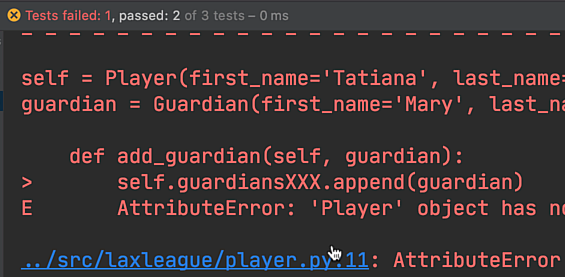 Tests failed: 1, passed: 2 of 3 tests – 0 ms
self = Player(first_name='Tatiana', last_name=
guardian = Guardian(first_name='Mary', last_na
def add_guardian(self, guardian):
> self.guardiansXXX.append(guardian)
E AttributeError: 'Player' object has no
../src/laxleague/player.py:11: AttributeError